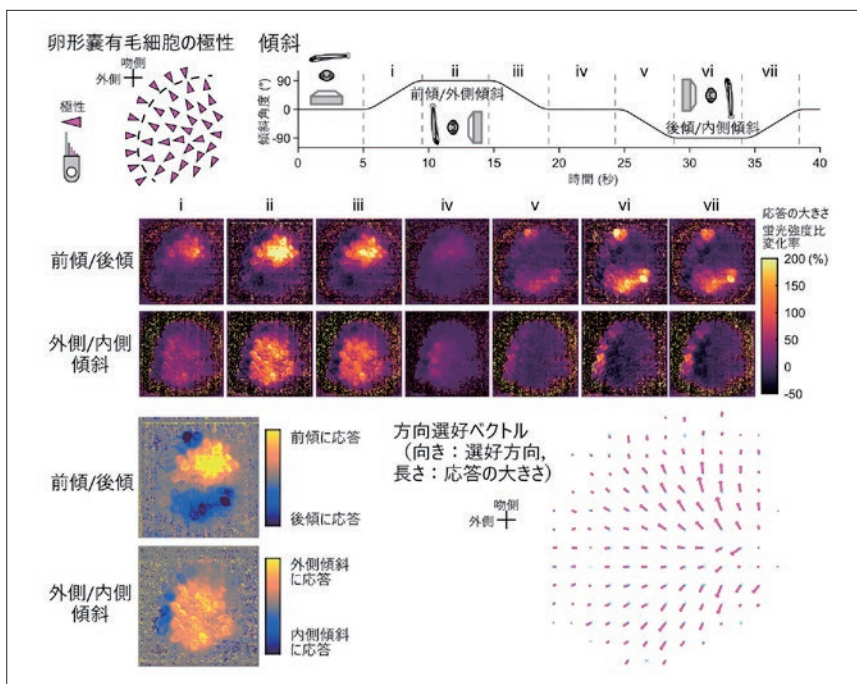 卵形嚢有毛細胞の極性
吻側
外側
極性
傾斜
傾斜角度 (°)
90
0
-90
i
ii
iii
iv
v
vi
vii
前傾/外側傾斜
後傾/内側傾斜
0
5
10
15
20
25
30
35
40
時間 (秒)
i
ii
iii
iv
v
vi
vii
前傾/後傾
外側/内側
傾斜
応答の大きさ
蛍光強度比
変化率
200 (%)
150
100
50
0
-50
前傾/後傾
前傾に応答
後傾に応答
外側/内側
傾斜
外側傾斜
に応答
内側傾斜
に応答
方向選好ベクトル
(向き：選好方向,
長さ：応答の大きさ)
吻側
外側